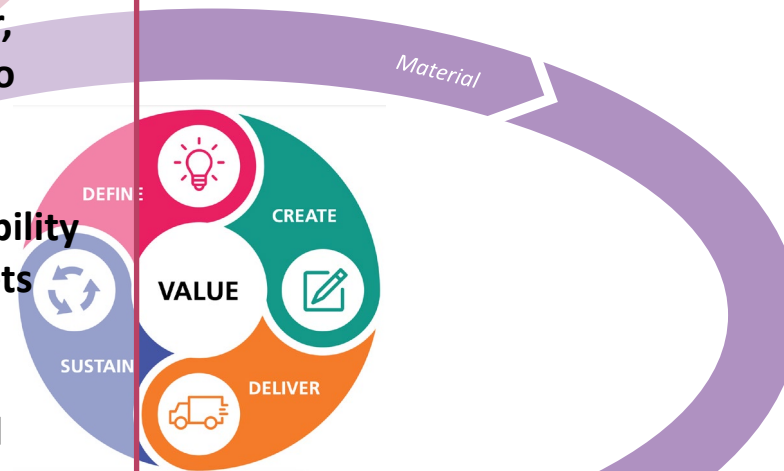 Material
DEFINE
CREATE
VALUE
SUSTAIN
DELIVER